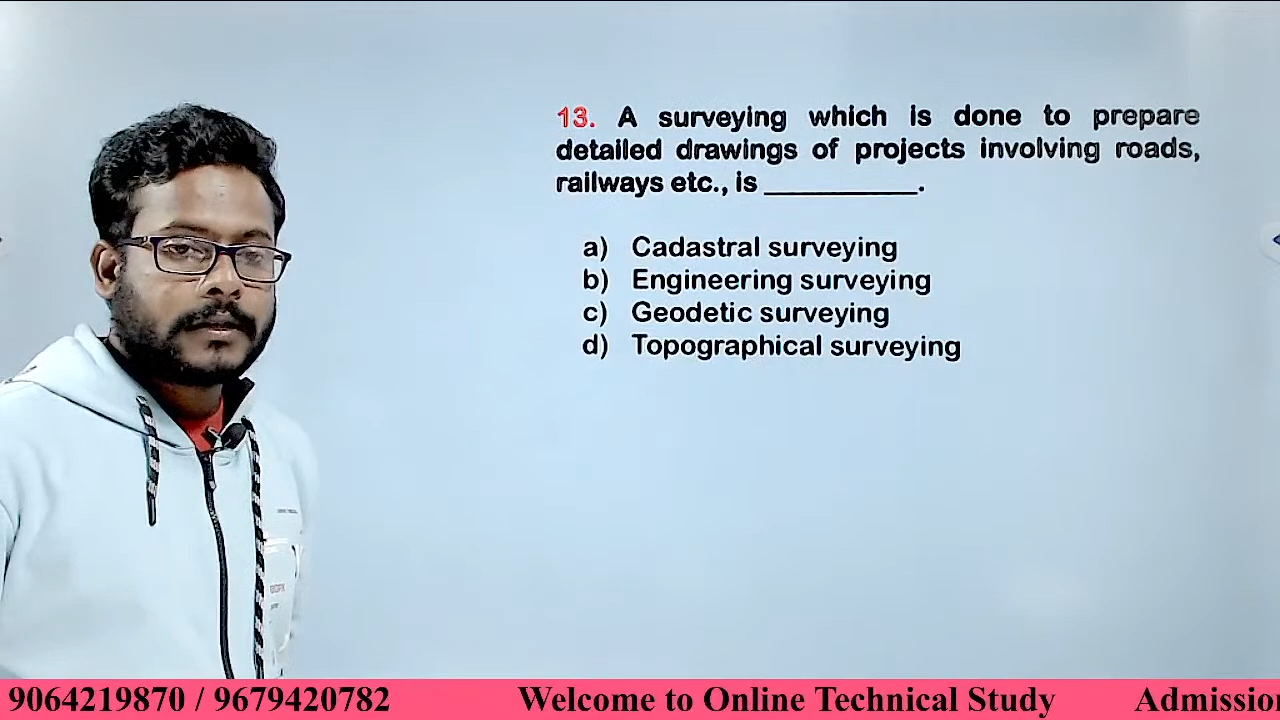 13. A surveying which is done to prepare
detailed drawings of projects involving roads,
railways etc., is __________.
a) Cadastral surveying
b) Engineering surveying
c) Geodetic surveying
d) Topographical surveying
9064219870 / 9679420782 Welcome to Online Technical Study Admission